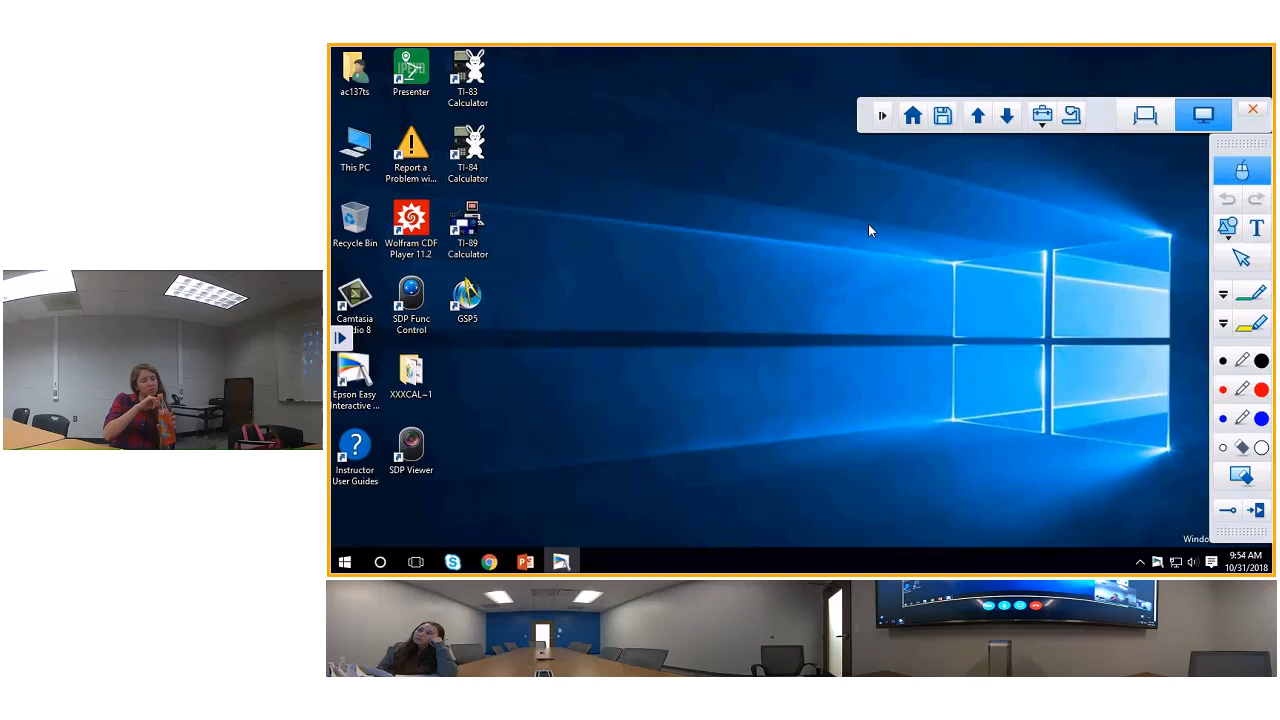 ac137ts
IPEVO
Presenter
TI-83
Calculator
This PC
Report a
Problem wi...
TI-84
Calculator
Recycle Bin
Wolfram CDF
Player 11.2
TI-89
Calculator
Camtasia
dio 8
SDP Func
Control
GSP5
Epson Easy
Interactive ...
XXXCAL~1
Instructor
User Guides
SDP Viewer
T
Windo
9:54 AM
10/31/2018